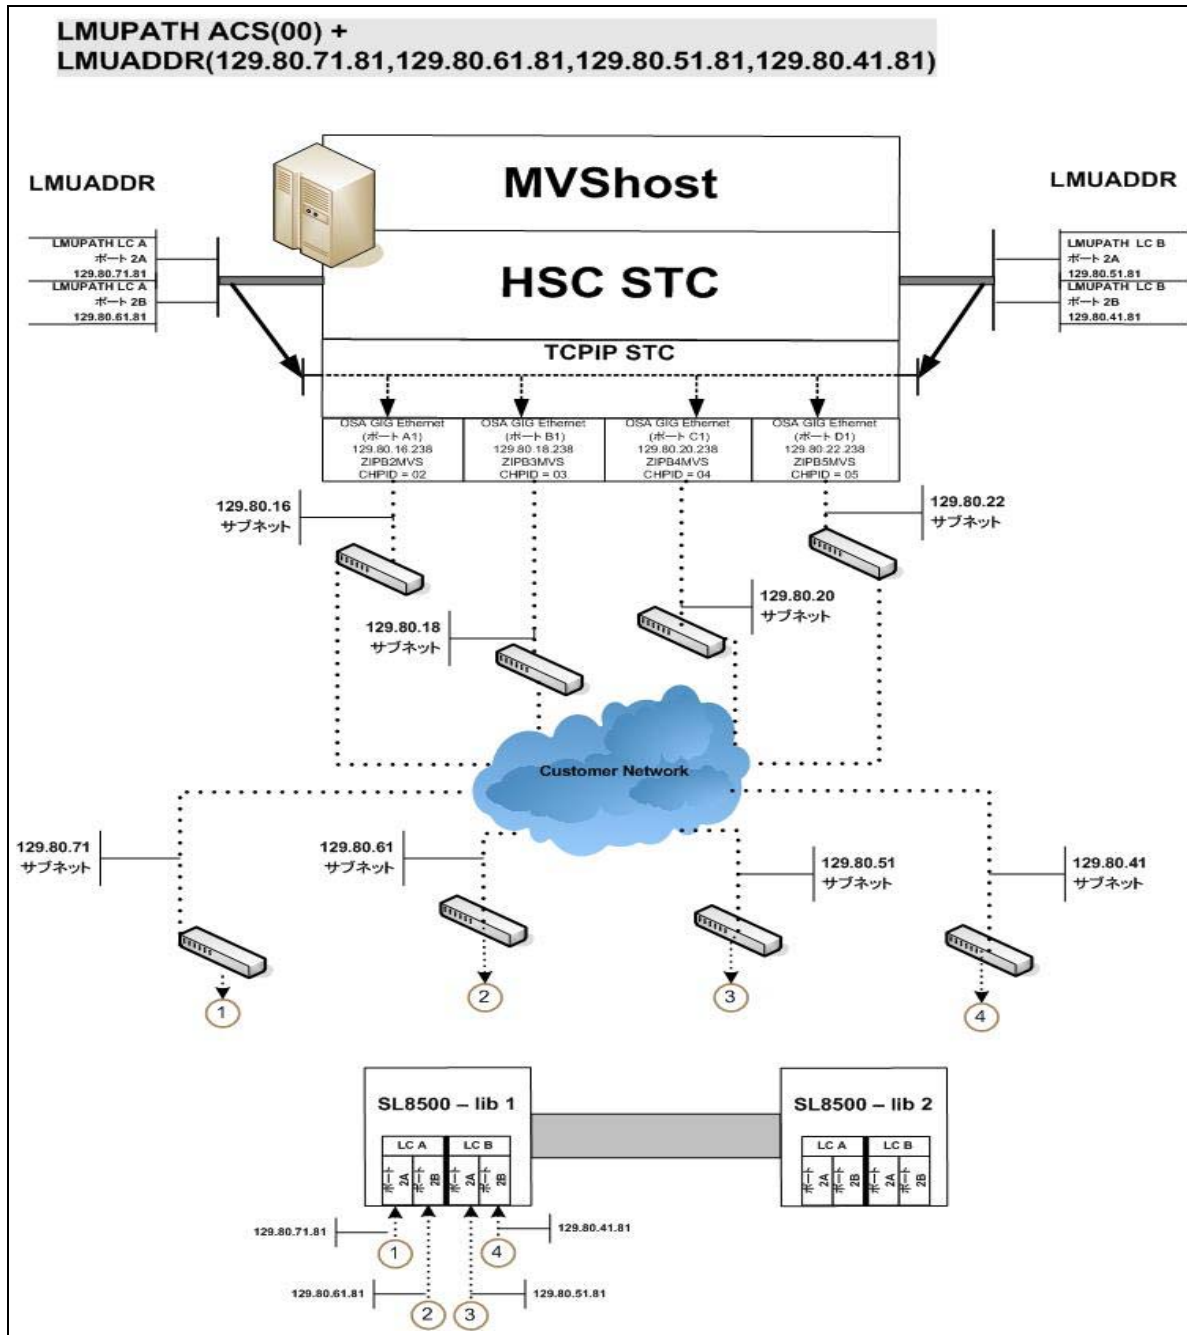 LMUPATH ACS(00) +
LMUADDR(129.80.71.81,129.80.61.81,129.80.51.81,129.80.41.81)
MVShost
LMUADDR
LMUADDR
LMUPATH LC A
ポート 2A
129.80.71.81
LMUPATH LC A
ポート 2B
129.80.61.81
LMUPATH LC B
ポート 2A
129.80.51.81
LMUPATH LC B
ポート 2B
129.80.41.81
HSC STC
TCPIP STC
OSA GIG Ethernet
(ポート A1)
129.80.16.238
ZIPB2MVS
CHPID = 02
OSA GIG Ethernet
(ポート B1)
129.80.18.238
ZIPB3MVS
CHPID = 03
OSA GIG Ethernet
(ポート C1)
129.80.20.238
ZIPB4MVS
CHPID = 04
OSA GIG Ethernet
(ポート D1)
129.80.22.238
ZIPB5MVS
CHPID = 05
129.80.16
サブネット
129.80.22
サブネット
129.80.18
サブネット
129.80.20
サブネット
Customer Network
129.80.71
サブネット
129.80.61
サブネット
129.80.51
サブネット
129.80.41
サブネット
1
2
3
4
SL8500 – lib 1
LC A
LC B
ポート 2A
ポート 2B
ポート 2A
ポート 2B
SL8500 – lib 2
LC A
LC B
ポート 2A
ポート 2B
ポート 2A
ポート 2B
129.80.71.81
1
4
129.80.41.81
129.80.61.81
2
3
129.80.51.81